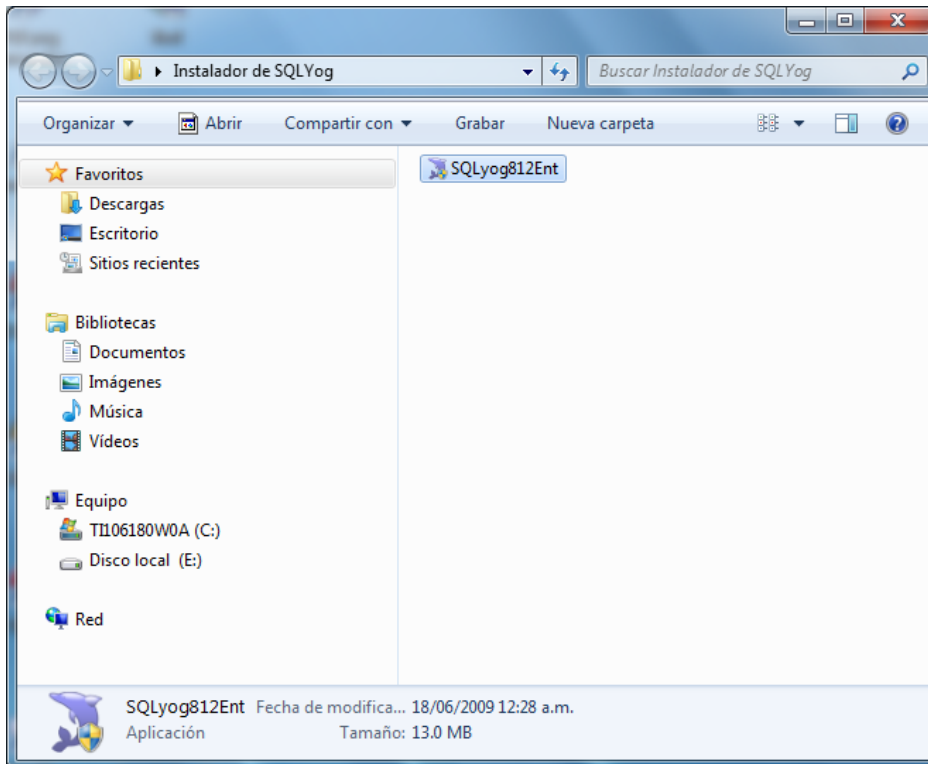 Instalador de SQLYog
Buscar Instalador de SQLYog
Organizar Abrir Compartir con Grabar Nueva carpeta
Favoritos
Descargas
Escritorio
Sitios recientes
Bibliotecas
Documentos
Imágenes
Música
Vídeos
Equipo
TI106180W0A (C:)
Disco local (E:)
Red
SQLyog812Ent
SQLyog812Ent Fecha de modifica... 18/06/2009 12:28 a.m.
Aplicación Tamaño: 13.0 MB